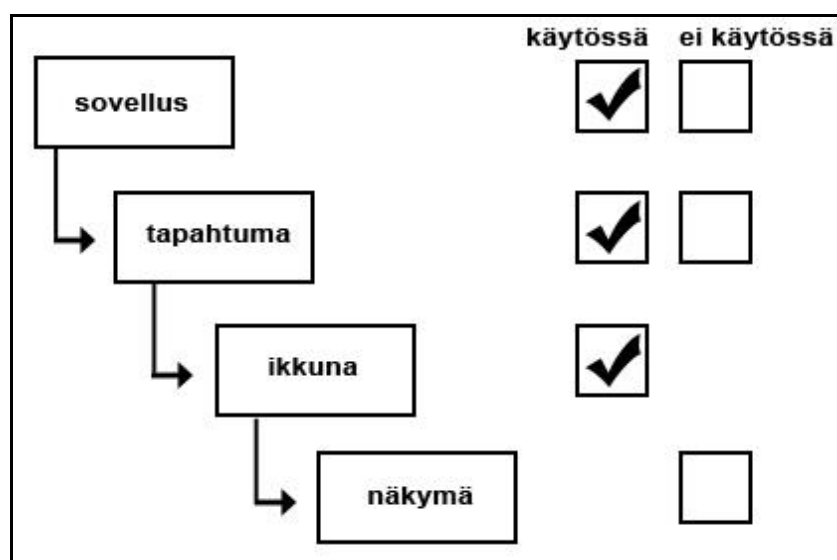 käytössä ei käytössä
sovellus
tapahtuma
ikkuna
näkymä